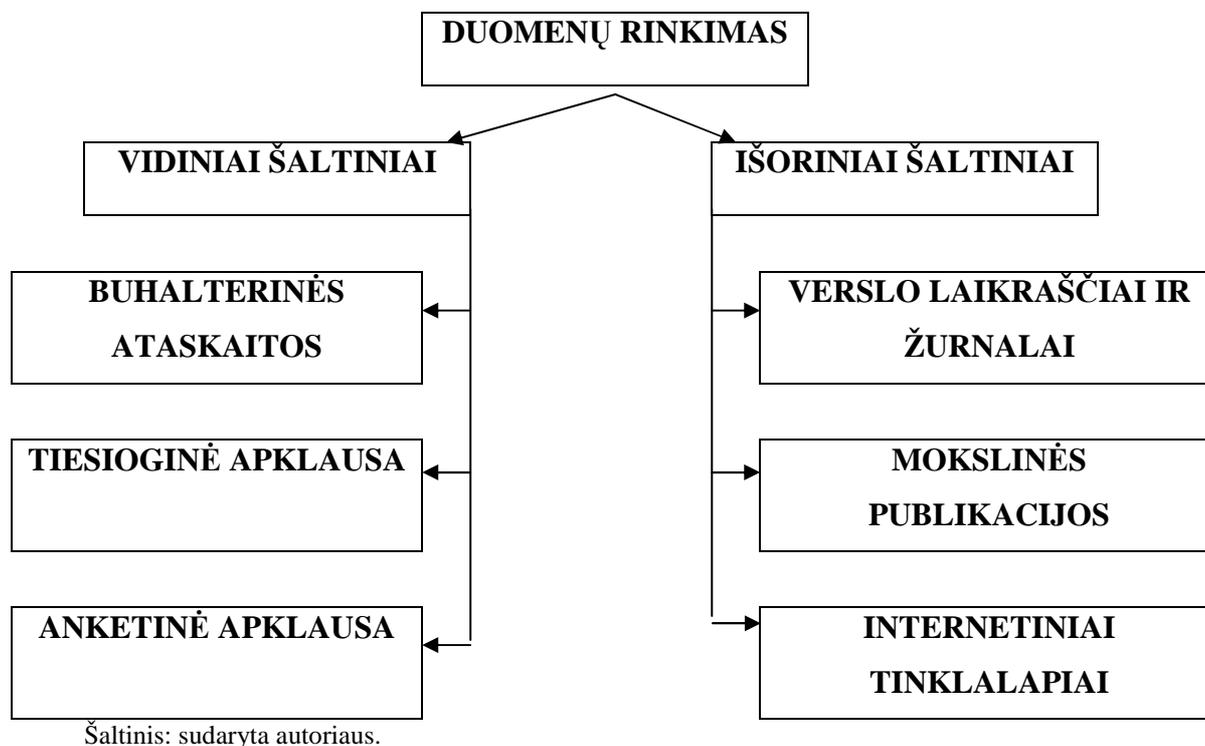 DUOMENŲ RINKIMAS
VIDINIAI ŠALTINIAI
IŠORINIAI ŠALTINIAI
BUHALTERINĖS
ATASKAITOS
VERSLO LAIKRAŠČIAI IR
ŽURNALAI
TIESIOGINĖ APKLAUSA
MOKSLINĖS
PUBLIKACIJOS
ANKETINĖ APKLAUSA
INTERNETINIAI
TINKLALAPIAI
Šaltinis: sudaryta autoriaus.